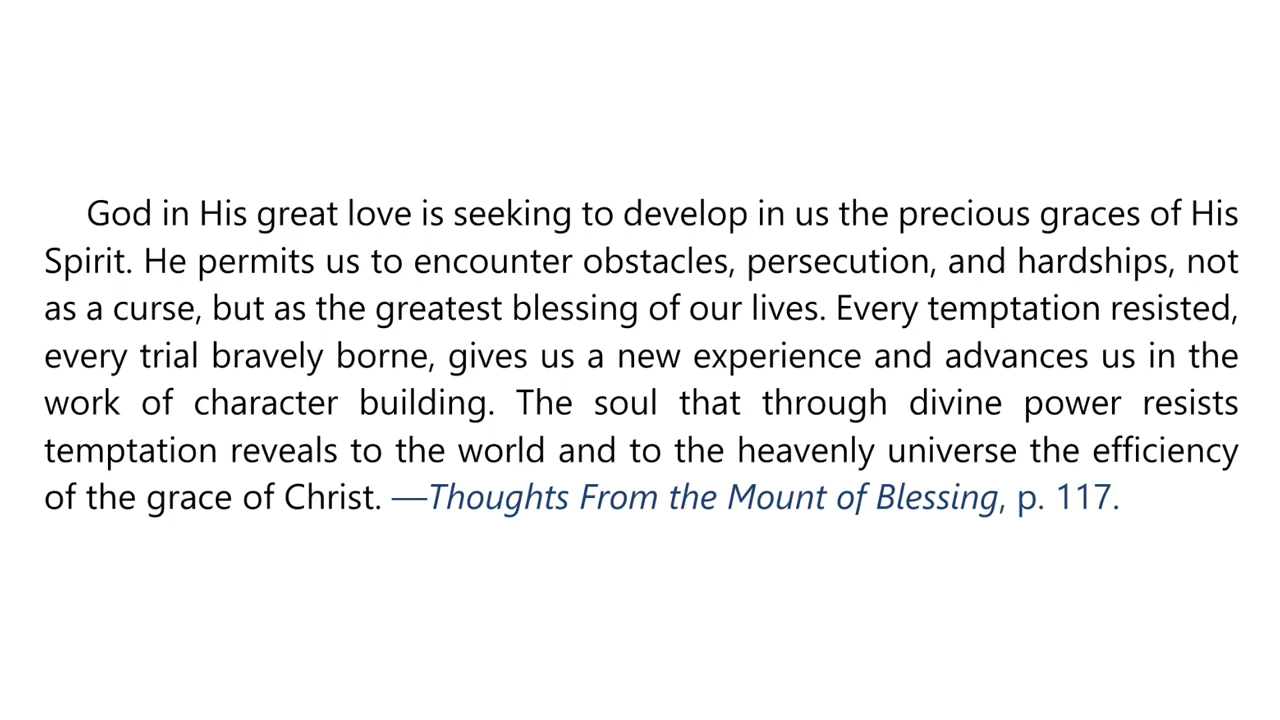 God in His great love is seeking to develop in us the precious graces of His
Spirit. He permits us to encounter obstacles, persecution, and hardships, not
as a curse, but as the greatest blessing of our lives. Every temptation resisted,
every trial bravely borne, gives us a new experience and advances us in the
work of character building. The soul that through divine power resists
temptation reveals to the world and to the heavenly universe the efficiency
of the grace of Christ. —Thoughts From the Mount of Blessing, p. 117.